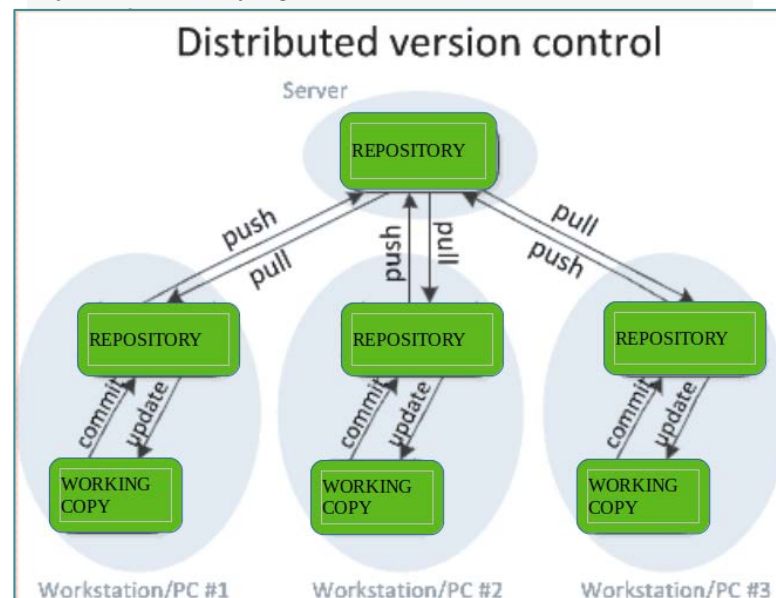 Distributed version control
Server
REPOSITORY
push
pull
push
pull
pull
push
REPOSITORY
REPOSITORY
REPOSITORY
commit
update
commit
update
commit
update
WORKING
COPY
WORKING
COPY
WORKING
COPY
Workstation/PC #1
Workstation/PC #2
Workstation/PC #3